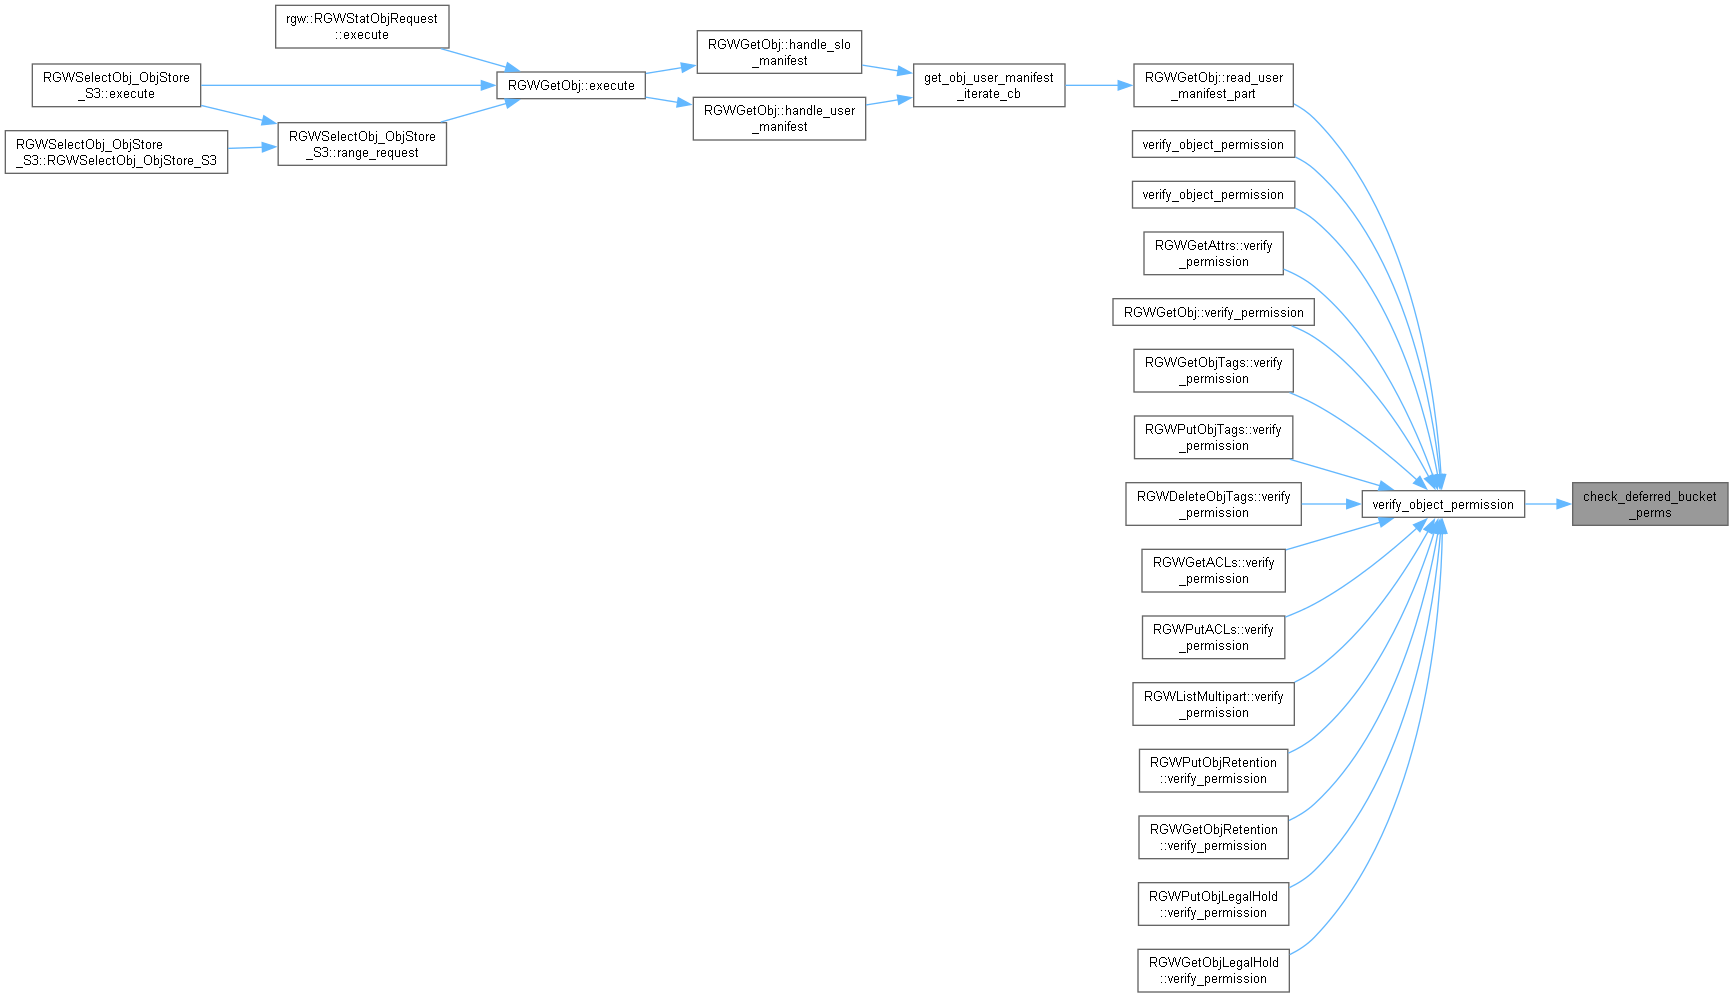 rgw::RGWStatObjRequest
::execute
RGWSelectObj_ObjStore
_S3::execute
RGWSelectObj_ObjStore
_S3::RGWSelectObj_ObjStore_S3
RGWGetObj::execute
RGWSelectObj_ObjStore
_S3::range_request
RGWGetObj::handle_slo
_manifest
RGWGetObj::handle_user
_manifest
get_obj_user_manifest
_iterate_cb
RGWGetObj::read_user
_manifest_part
verify_object_permission
verify_object_permission
RGWGetAttrs::verify
_permission
RGWGetObj::verify_permission
RGWGetObjTags::verify
_permission
RGWPutObjTags::verify
_permission
RGWDeleteObjTags::verify
_permission
RGWGetACLs::verify
_permission
RGWPutACLs::verify
_permission
RGWListMultipart::verify
_permission
RGWPutObjRetention
::verify_permission
RGWGetObjRetention
::verify_permission
RGWPutObjLegalHold
::verify_permission
RGWGetObjLegalHold
::verify_permission
verify_object_permission
check_deferred_bucket
_perms